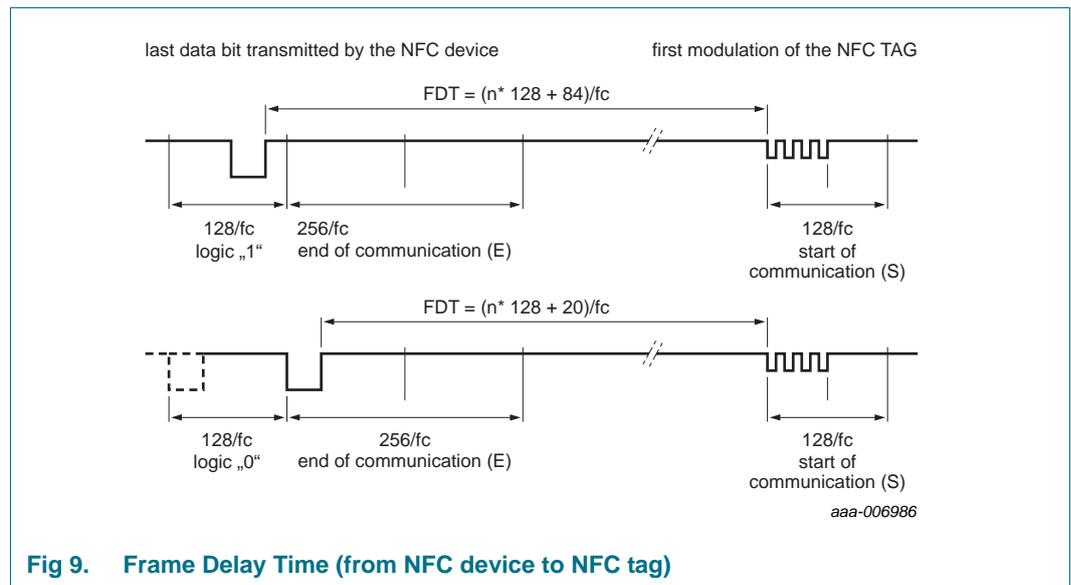 last data bit transmitted by the NFC device
first modulation of the NFC TAG
FDT = (n* 128 + 84)/fc
128/fc
logic „1“
256/fc
end of communication (E)
128/fc
start of
communication (S)
FDT = (n* 128 + 20)/fc
128/fc
logic „0“
256/fc
end of communication (E)
128/fc
start of
communication (S)
aaa-006986
Fig 9. Frame Delay Time (from NFC device to NFC tag)